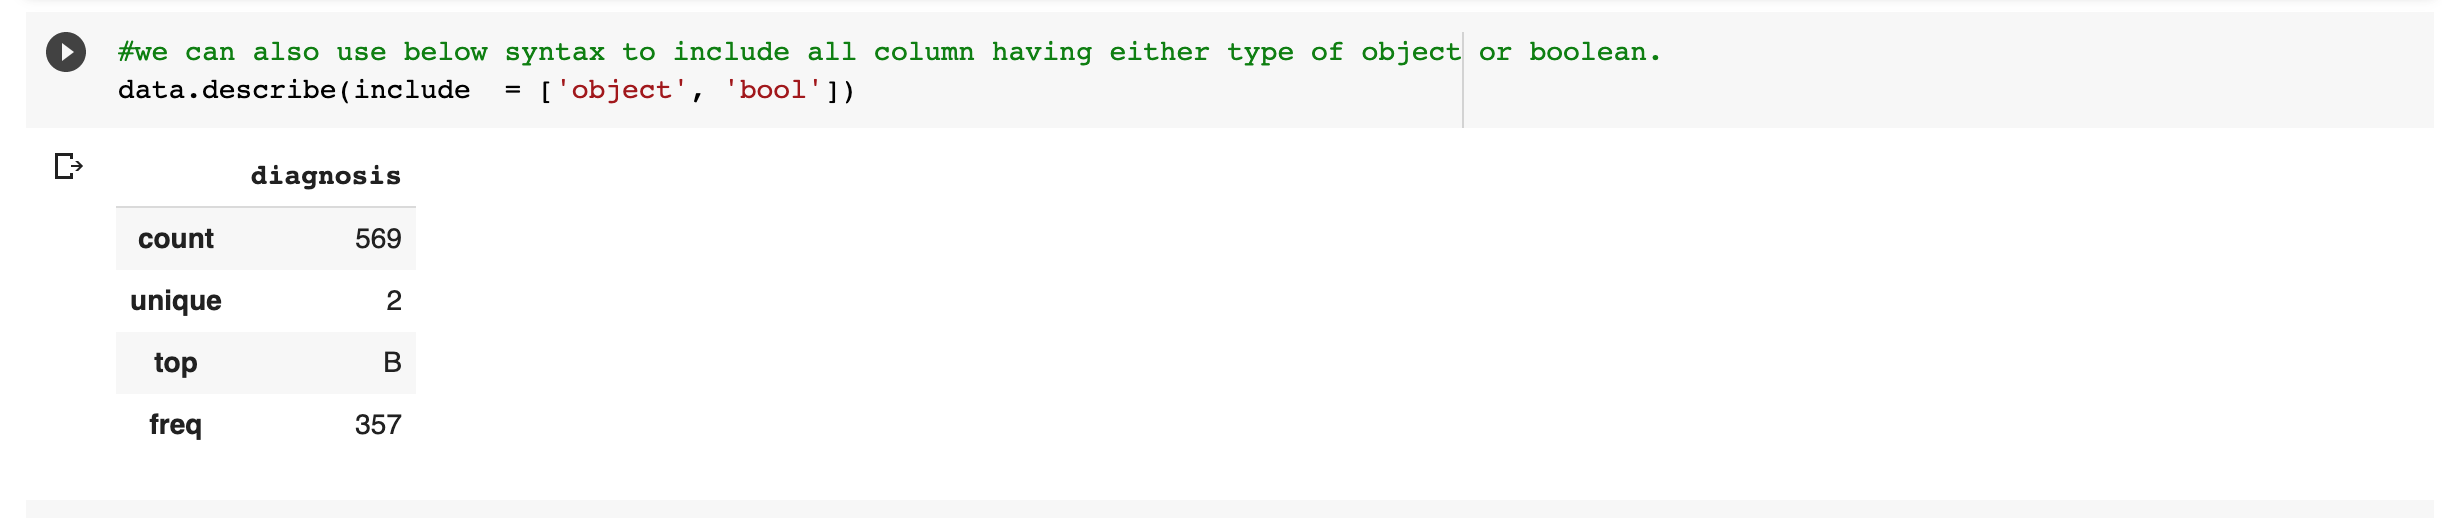 #we can also use below syntax to include all column having either type of object or boolean.
data.describe(include  = ['object', 'bool'])
diagnosis
count 569
unique 2
top B
freq 357